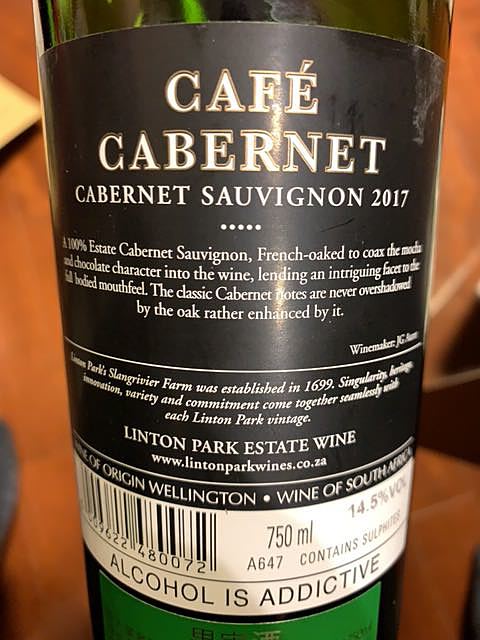 CAFÉ
CABERNET
CABERNET SAUVIGNON 2017
A 100% Estate Cabernet Sauvignon, French-oaked to coax the mocha
and chocolate character into the wine, lending an intriguing facet to the
full bodied mouthfeel. The classic Cabernet notes are never overshadowed
by the oak rather enhanced by it.
Winemaker: JG
Linton Park's Slangrivier Farm was established in 1699. Singularity, heritage,
innovation, variety and commitment come together seamlessly with
each Linton Park vintage.
LINTON PARK ESTATE WINE
www.lintonparkwines.co.za
WINE OF ORIGIN WELLINGTON • WINE OF SOUTH AFRICA
750 ml 14.5%VOL
480072 A647 CONTAINS SULPHITES
ALCOHOL IS ADDICTIVE